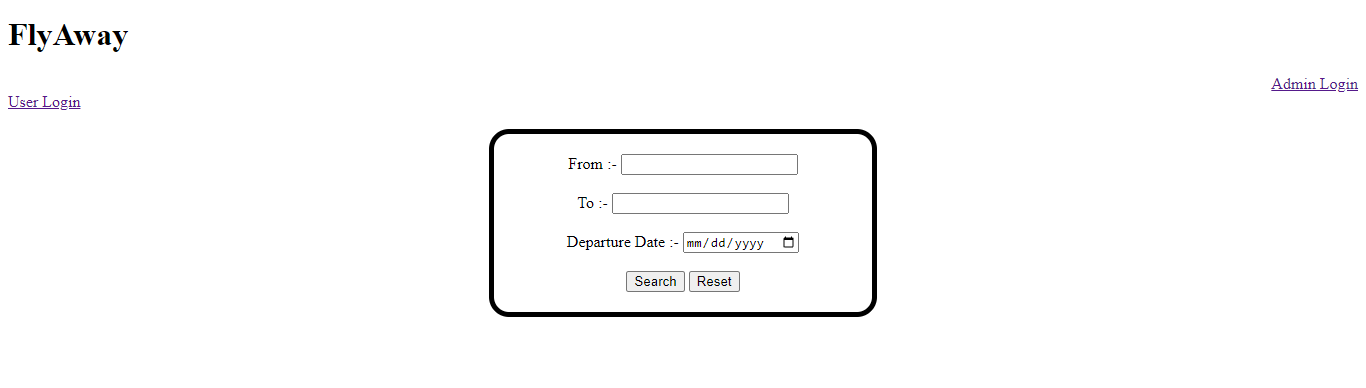 FlyAway
Admin Login
User Login
From :-
To :-
Departure Date :- mm/dd/yyyy
Search Reset